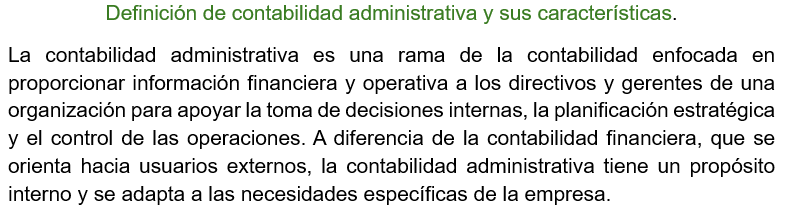 Definición de contabilidad administrativa y sus características.
La contabilidad administrativa es una rama de la contabilidad enfocada en
proporcionar información financiera y operativa a los directivos y gerentes de una
organización para apoyar la toma de decisiones internas, la planificación estratégica
y el control de las operaciones. A diferencia de la contabilidad financiera, que se
orienta hacia usuarios externos, la contabilidad administrativa tiene un propósito
interno y se adapta a las necesidades específicas de la empresa.